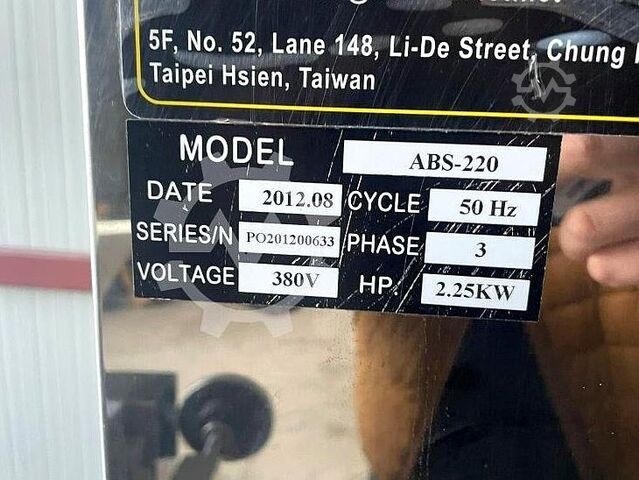 5F, No. 52, Lane 148, Li-De Street, Chung
Taipei Hsien, Taiwan
MODEL ABS-220
DATE 2012.08 CYCLE 50 Hz
SERIES/N PO201200633 PHASE 3
VOLTAGE 380V HP. 2.25KW